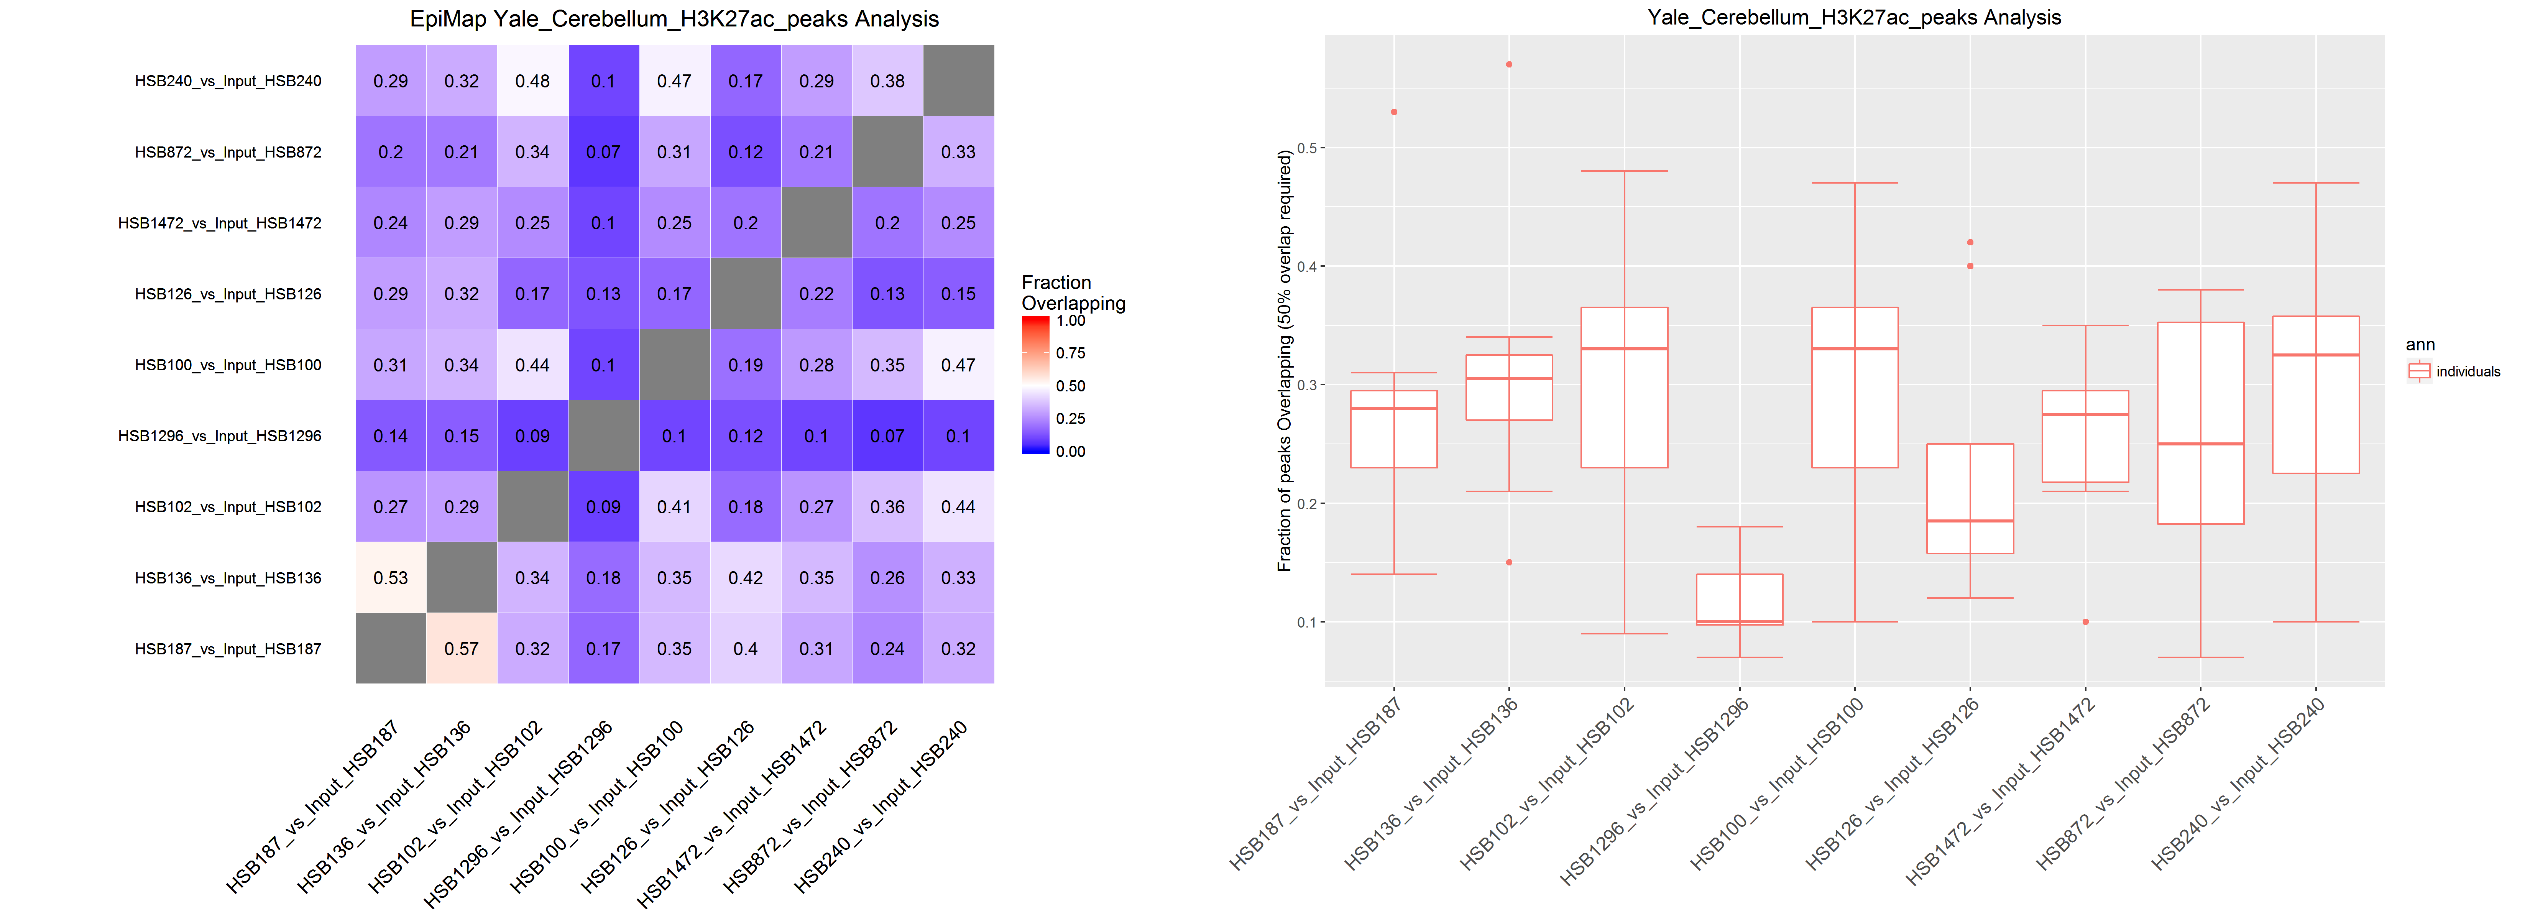 EpiMap Yale_Cerebellum_H3K27ac_peaks Analysis
HSB240_vs_Input_HSB240 0.29 0.32 0.48 0.1 0.47 0.17 0.29 0.38
HSB872_vs_Input_HSB872 0.2 0.21 0.34 0.07 0.31 0.12 0.21 0.33
HSB1472_vs_Input_HSB1472 0.24 0.29 0.25 0.1 0.25 0.2 0.2 0.25
HSB126_vs_Input_HSB126 0.29 0.32 0.17 0.13 0.17 0.22 0.13 0.15
HSB100_vs_Input_HSB100 0.31 0.34 0.44 0.1 0.19 0.28 0.35 0.47
HSB1296_vs_Input_HSB1296 0.14 0.15 0.09 0.1 0.12 0.1 0.07 0.1
HSB102_vs_Input_HSB102 0.27 0.29 0.09 0.41 0.18 0.27 0.36 0.44
HSB136_vs_Input_HSB136 0.53 0.34 0.18 0.35 0.42 0.35 0.26 0.33
HSB187_vs_Input_HSB187 0.57 0.32 0.17 0.35 0.4 0.31 0.24 0.32
HSB187_vs_Input_HSB187
HSB136_vs_Input_HSB136
HSB102_vs_Input_HSB102
HSB1296_vs_Input_HSB1296
HSB100_vs_Input_HSB100
HSB126_vs_Input_HSB126
HSB1472_vs_Input_HSB1472
HSB872_vs_Input_HSB872
HSB240_vs_Input_HSB240
Fraction
Overlapping
1.00
0.75
0.50
0.25
0.00
Yale_Cerebellum_H3K27ac_peaks Analysis
Fraction of peaks Overlapping (50% overlap required)
0.5
0.4
0.3
0.2
0.1
HSB187_vs_Input_HSB187
HSB136_vs_Input_HSB136
HSB102_vs_Input_HSB102
HSB1296_vs_Input_HSB1296
HSB100_vs_Input_HSB100
HSB126_vs_Input_HSB126
HSB1472_vs_Input_HSB1472
HSB872_vs_Input_HSB872
HSB240_vs_Input_HSB240
ann
individuals